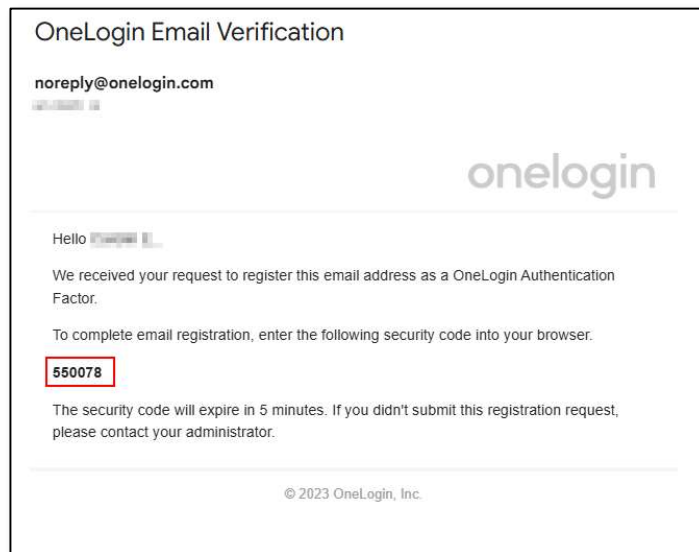 OneLogin Email Verification
noreply@onelogin.com
onelogin
Hello
We received your request to register this email address as a OneLogin Authentication
Factor.
To complete email registration, enter the following security code into your browser.
550078
The security code will expire in 5 minutes. If you didn't submit this registration request,
please contact your administrator.
© 2023 OneLogin, Inc.